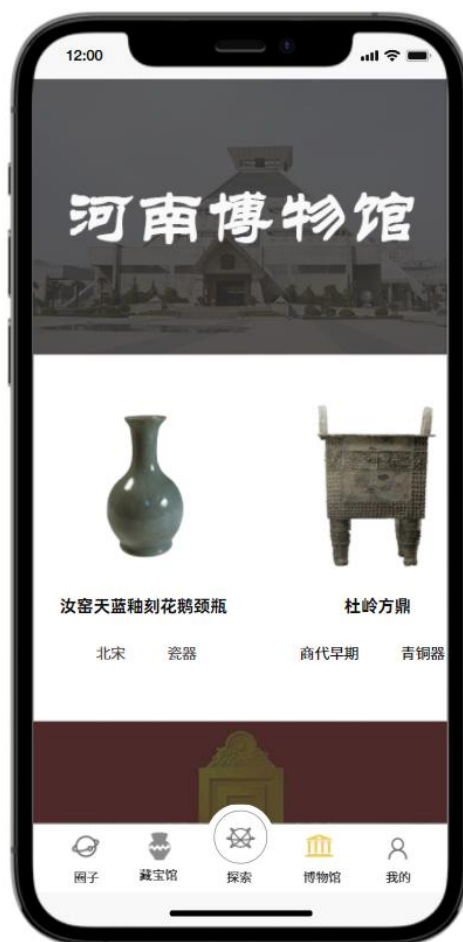 12:00
河南博物馆
汝窑天蓝釉刻花鹅颈瓶
杜岭方鼎
北宋 瓷器
商代早期 青铜器
圈子 藏宝馆 探索 博物馆 我的